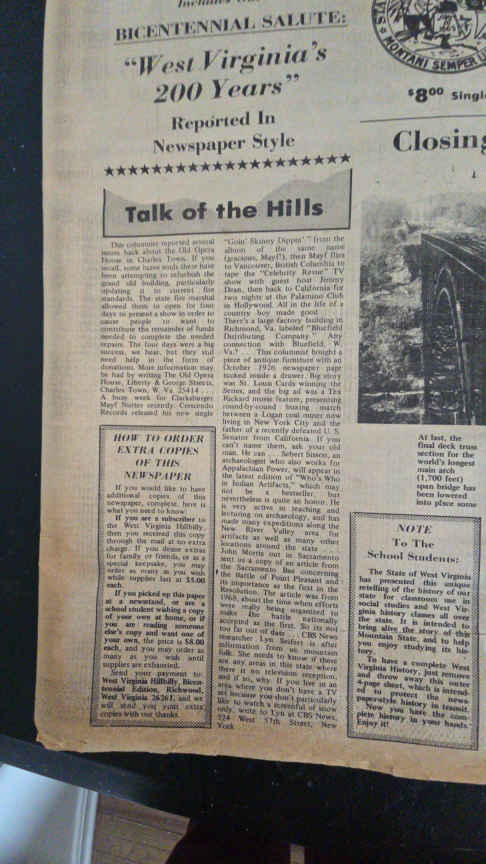 BICENTENNIAL SALUTE:
"West Virginia's
200 Years"
Reported In
Newspaper Style
MONTANI SEMPER
$8.00 Singl
Closing
Talk of the Hills
This columnist reported several
issues back about the Old Opera
House in Charles Town. If you
recall, some brave souls there have
been attempting to refurbish the
grand old building, particularly
updating it to current fire
standards. The state fire marshal
allowed them to open for four
days to present a show in order to
cause people to want to
contribute the remainder of funds
needed to complete the needed
repairs. The four days were a big
success, we hear, but they still
need help in the form of
donations. More information may
be had by writing The Old Opera
House, Liberty & George Streets,
Charles Town, W. Va. 25414 . . .
A busy week for Clarksburger
Mayf Nutter recently. Crescendo
Records released his new single
"Goin' Skinny Dippin' " from the
album of the same name
(gracious, Mayf!), then Mayf flies
to Vancouver, British Columbia to
tape the "Celebrity Revue" TV
show with guest host Jimmy
Dean, then back to California for
two nights at the Palamino Club
in Hollywood. All in the life of a
country boy made good . . .
There's a large factory building in
Richmond, Va. labeled "Bluefield
Distributing Company." Any
connection with Bluefield, W.
Va.? . . . This columnist bought a
piece of antique furniture with an
October 1926 newspaper page
tucked inside a drawer. Big story
was St. Louis Cards winning the
Series, and the big ad was a Tex
Rickard movie feature, presenting
round-by-round boxing match
between a Logan coal miner now
living in New York City and the
father of a recently defeated U. S.
Senator from California. If you
can't name them, ask your old
man. He can . . . Sebert Sisson, an
archaeologist who also works for
Appalachian Power, will appear in
the latest edition of "Who's Who
in Indian Artifacts," which may
not be a bestseller, but
nevertheless is quite an honor. He
is very active in teaching and
lecturing on archaeology, and has
made many expeditions along the
New River Valley area for
artifacts as well as many other
locations around the state . . .
John Morris out in Sacramento
sent us a copy of an article from
the Sacramento Bee concerning
the Battle of Point Pleasant and
its importance as the first in the
Revolution. The article was from
1968, about the time when efforts
were really being organized to
make the battle nationally
accepted as the first. So its not
too far out of date . . . CBS News
researcher Lyn Seifert is after
information from us mountain
folk. She needs to know if there
are any areas in this state where
there is no television reception,
and if so, why. If you live in an
area where you don't have a TV
set because you don't particularly
like to watch a screenful of snow
only, write to Lyn at CBS News,
524 West 57th Street, New
York
HOW TO ORDER
EXTRA COPIES
OF THIS
NEWSPAPER
If you would like to have
additional copies of this
newspaper, complete, here is
what you need to know:
If you are a subscriber to
the West Virginia Hillbilly,
then you received this copy
through the mail at no extra
charge. If you desire extras
for family or friends, or as a
special keepsake, you may
order as many as you wish
while supplies last at $5.00
each.
If you picked up this paper
at a newsstand, or are a
school student wishing a copy
of your own at home, or if
you are reading someone
else's copy and want one of
your own, the price is $8.00
each, and you may order as
many as you wish until
supplies are exhausted.
Send your payment to:
West Virginia Hillbilly, Bicen-
tennial Edition, Richwood,
West Virginia 26261, and we
will send you your extra
copies with our thanks.
At last, the
final deck truss
section for the
world's longest
main arch
(1,700 feet)
span bridge has
been lowered
into place some
NOTE
To The
School Students:
The State of West Virginia
has presented this unique
retelling of the history of our
state for classroom use in
social studies and West Vir-
ginia history classes all over
the state. It is intended to
bring alive the story of this
Mountain State, and to help
you enjoy studying its his-
tory.
To have a complete West
Virginia History, just remove
and throw away this outer
4-page sheet, which is intend-
ed to protect the news-
paperstyle history in transit.
Now you have the com-
plete history in your hands.
Enjoy it!